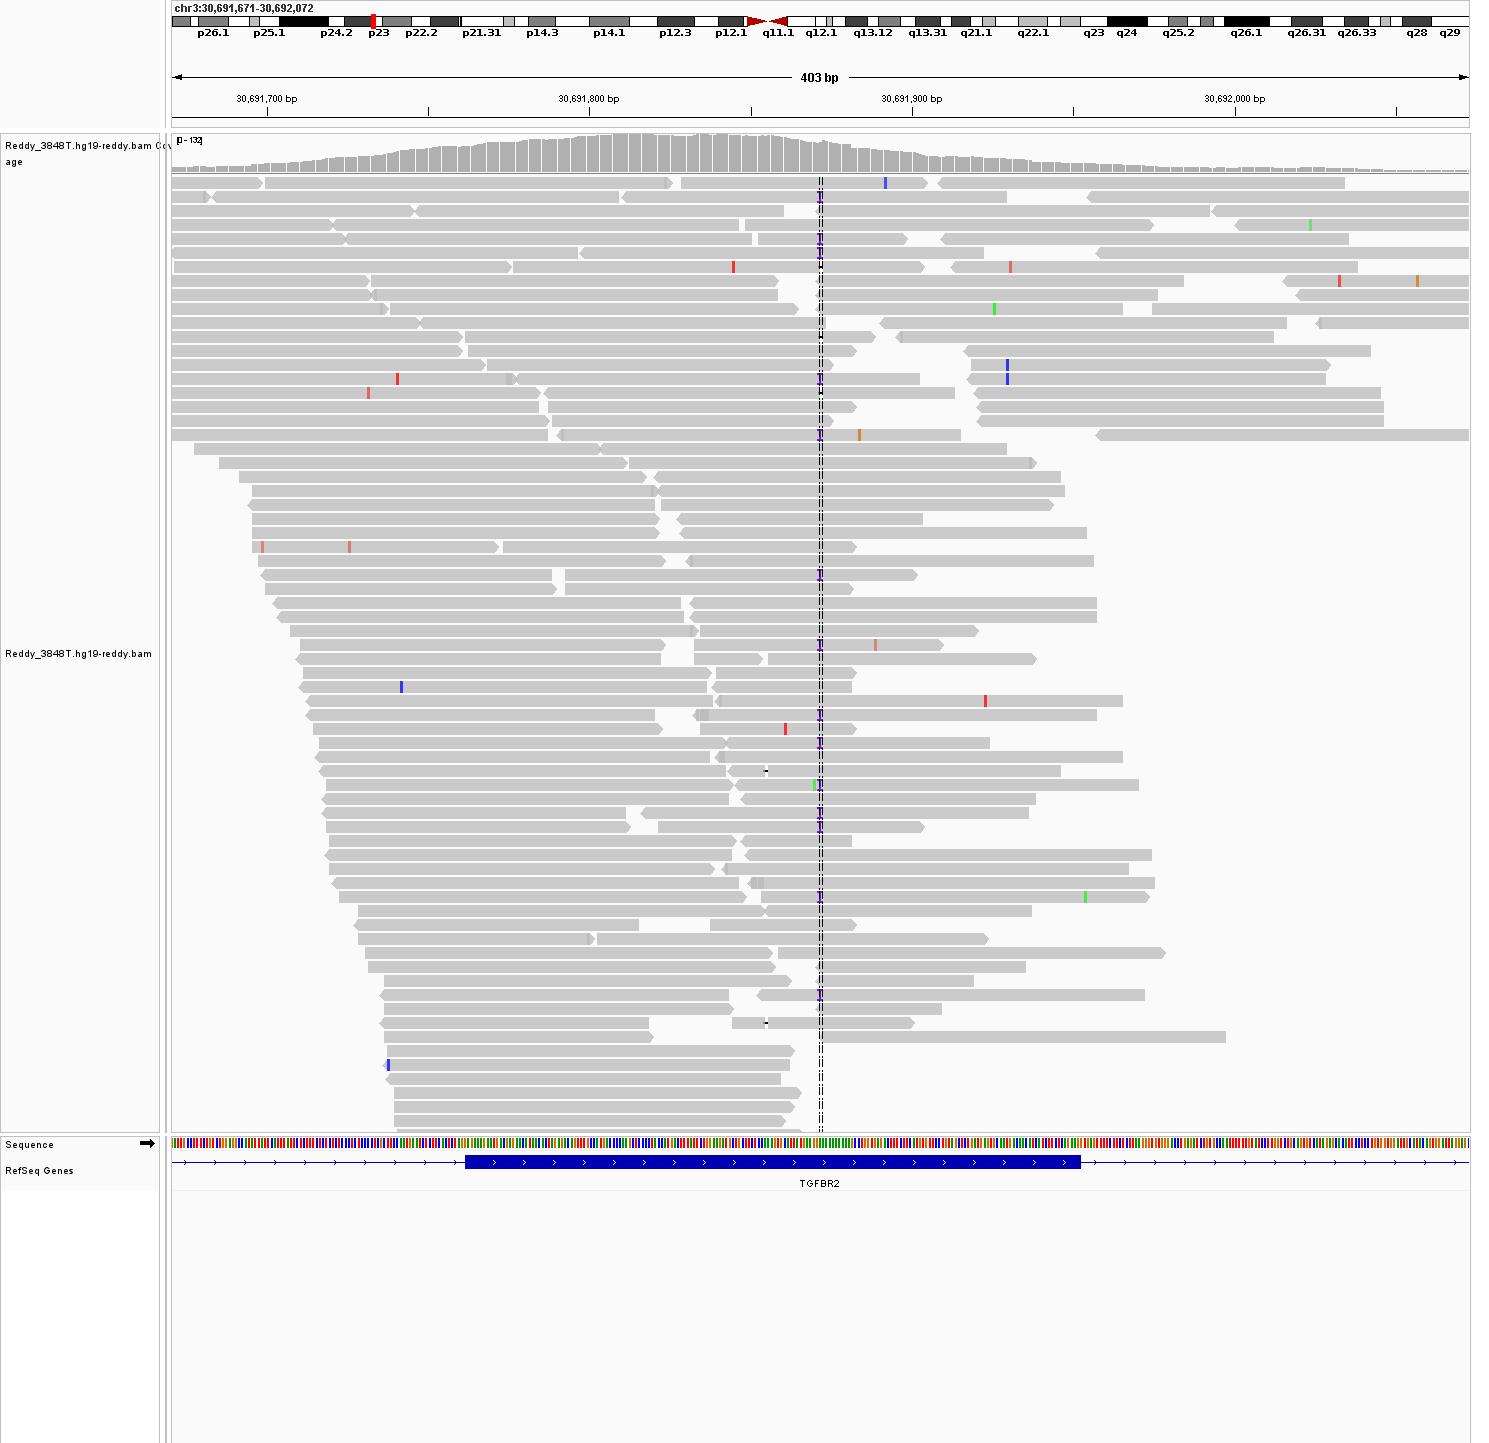 chr3:30,691,671-30,692,072
p26.1 p25.1 p24.2 p23 p22.2 p21.31 p14.3 p14.1 p12.3 p12.1 q11.1 q12.1 q13.12 q13.31 q21.1 q22.1 q23 q24 q25.2 q26.1 q26.31 q26.33 q28 q29
403 bp
30,691,700 bp 30,691,800 bp 30,691,900 bp 30,692,000 bp
[0 - 132]
Reddy_3848T.hg19-reddy.bam Cov
age
Reddy_3848T.hg19-reddy.bam
Sequence
RefSeq Genes
TGFBR2